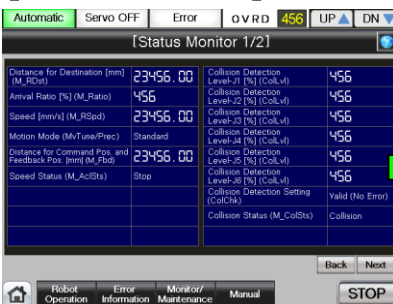 Automatic Servo OFF Error OVRD 456 UP DN
[Status Monitor 1/2]
Distance for Destination [mm]
(M_RDst)
23456.00
Arrival Ratio [%] (M_Ratio)
456
Speed [mm/s] (M_RSpd)
23456.00
Motion Mode (MvTune/Prec)
Standard
Distance for Command Pos. and
Feedback Pos. [mm] (M_Fbd)
23456.00
Speed Status (M_AclSts)
Stop
Collision Detection
Level-J1 [%] (ColLvl)
456
Collision Detection
Level-J2 [%] (ColLvl)
456
Collision Detection
Level-J3 [%] (ColLvl)
456
Collision Detection
Level-J4 [%] (ColLvl)
456
Collision Detection
Level-J5 [%] (ColLvl)
456
Collision Detection
Level-J6 [%] (ColLvl)
456
Collision Detection Setting
(ColChk)
Valid (No Error)
Collision Status (M_ColSts)
Collision
Back Next
Robot
Operation
Error
Information
Monitor/
Maintenance
Manual
STOP